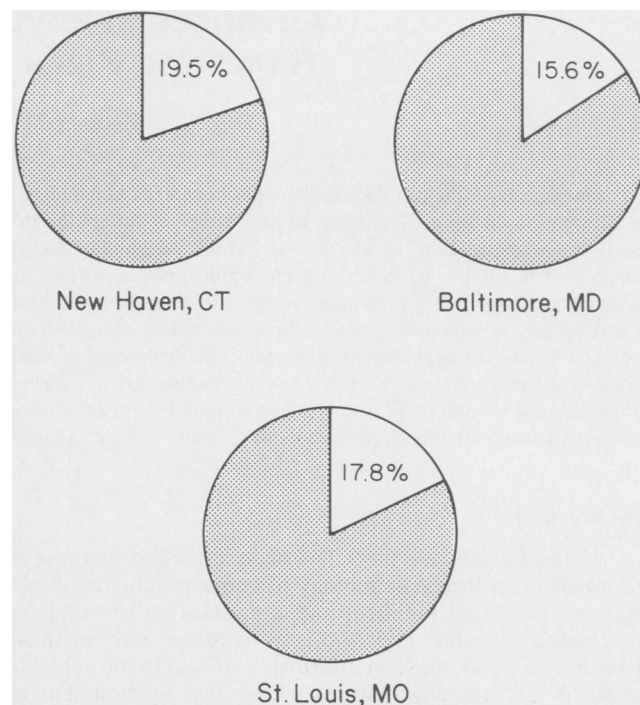 19.5%
15.6%
New Haven, CT
Baltimore, MD
17.8%
St. Louis, MO